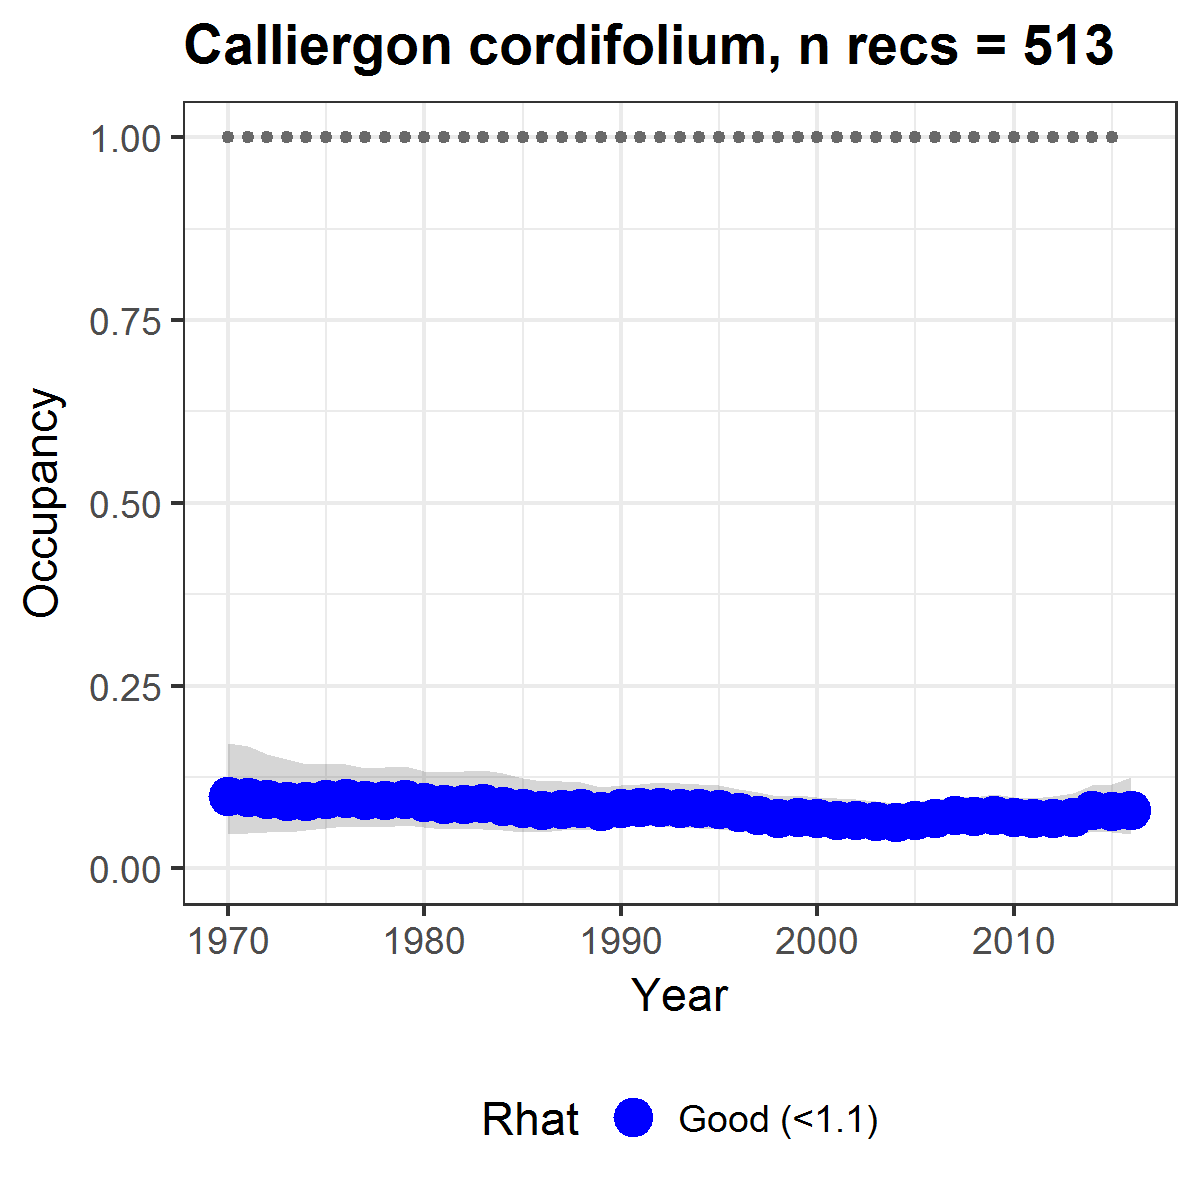 Calliergon cordifolium, n recs = 513
1.00
0.75
0.50
0.25
0.00
Occupancy
1970 1980 1990 2000 2010
Year
Rhat Good (<1.1)